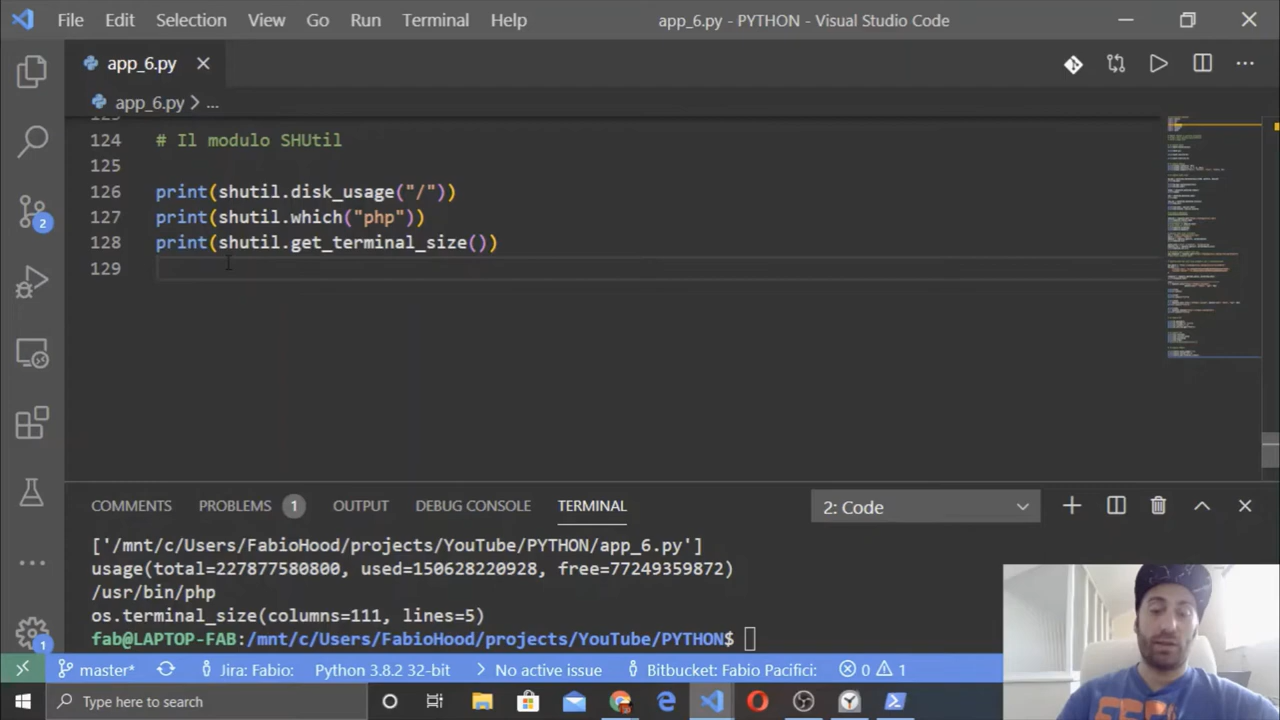 File Edit Selection View Go Run Terminal Help app_6.py - PYTHON - Visual Studio Code
app_6.py
app_6.py > ...
124 # Il modulo SHUtil
125
126 print(shutil.disk_usage("/"))
127 print(shutil.which("php"))
128 print(shutil.get_terminal_size())
129
2
COMMENTS PROBLEMS 1 OUTPUT DEBUG CONSOLE TERMINAL 2: Code
['/mnt/c/Users/FabioHood/projects/YouTube/PYTHON/app_6.py']
usage(total=227877580800, used=150628220928, free=77249359872)
/usr/bin/php
os.terminal_size(columns=111, lines=5)
fab@LAPTOP-FAB:/mnt/c/Users/FabioHood/projects/YouTube/PYTHON$
1
master* Jira: Fabio: Python 3.8.2 32-bit No active issue Bitbucket: Fabio Pacifici: 0 1
Type here to search